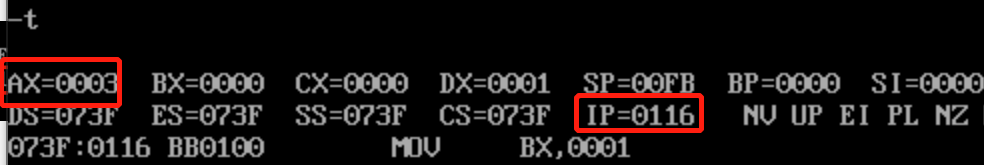 -t
AX=0003 BX=0000 CX=0000 DX=0001 SP=00FB BP=0000 SI=0000
DS=073F ES=073F SS=073F CS=073F IP=0116 NV UP EI PL NZ
073F:0116 BB0100 MOV BX,0001